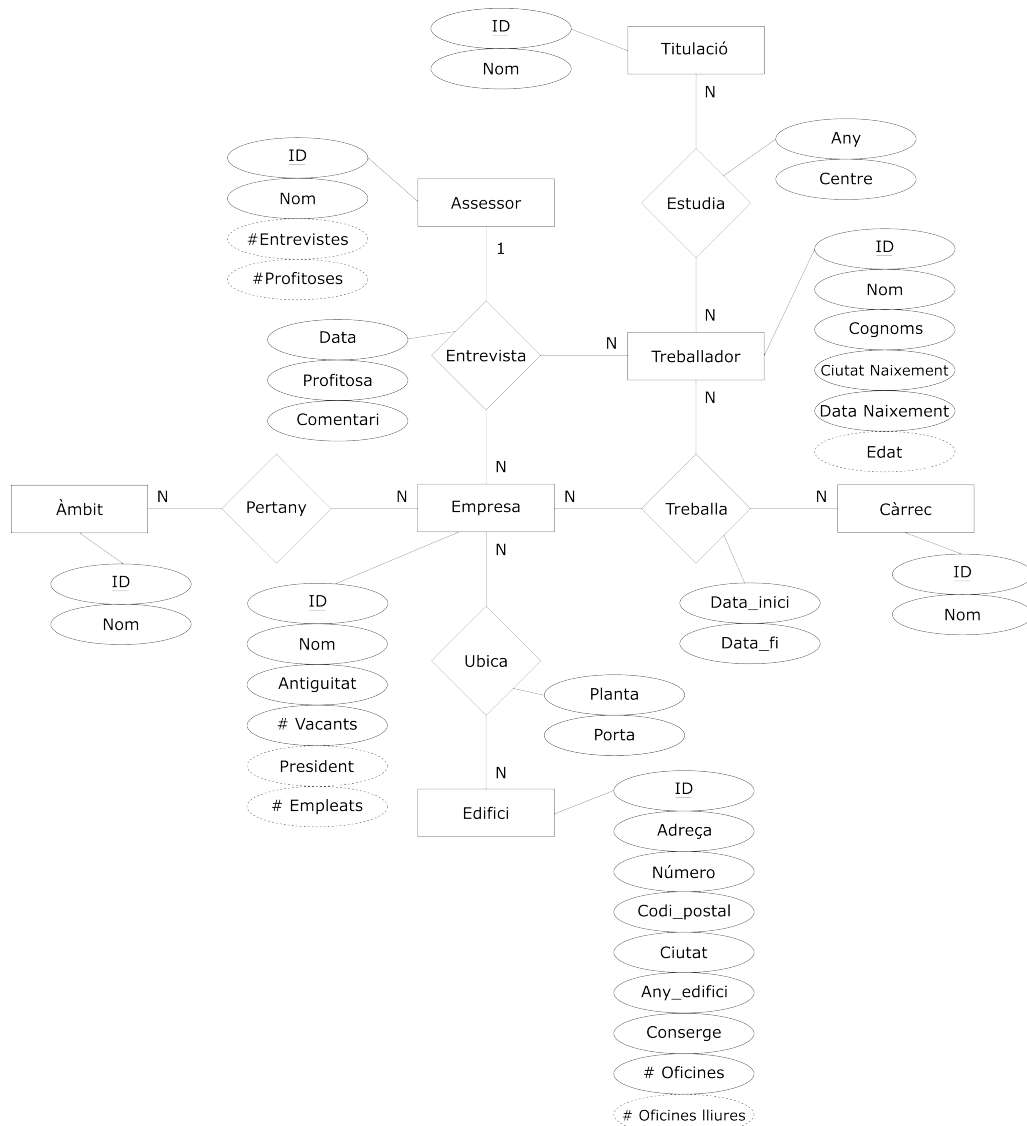 ID
Titulació
Nom
N
Any
ID
Centre
Nom
Assessor
Estudia
#Entrevistes
ID
1
#Profitoses
Nom
N
Data
Cognoms
N
Entrevista
Treballador
Ciutat Naixement
Profitosa
N
Data Naixement
Comentari
Edat
N
N
N
N
N
Àmbit
Pertany
Empresa
Treballa
Càrrec
N
ID
ID
ID
Data_inici
Nom
Nom
Nom
Data_fi
Ubica
Antiguitat
Planta
# Vacants
Porta
President
N
ID
# Empleats
Edifici
Adreça
Número
Codi_postal
Ciutat
Any_edifici
Conserge
# Oficines
# Oficines lliures